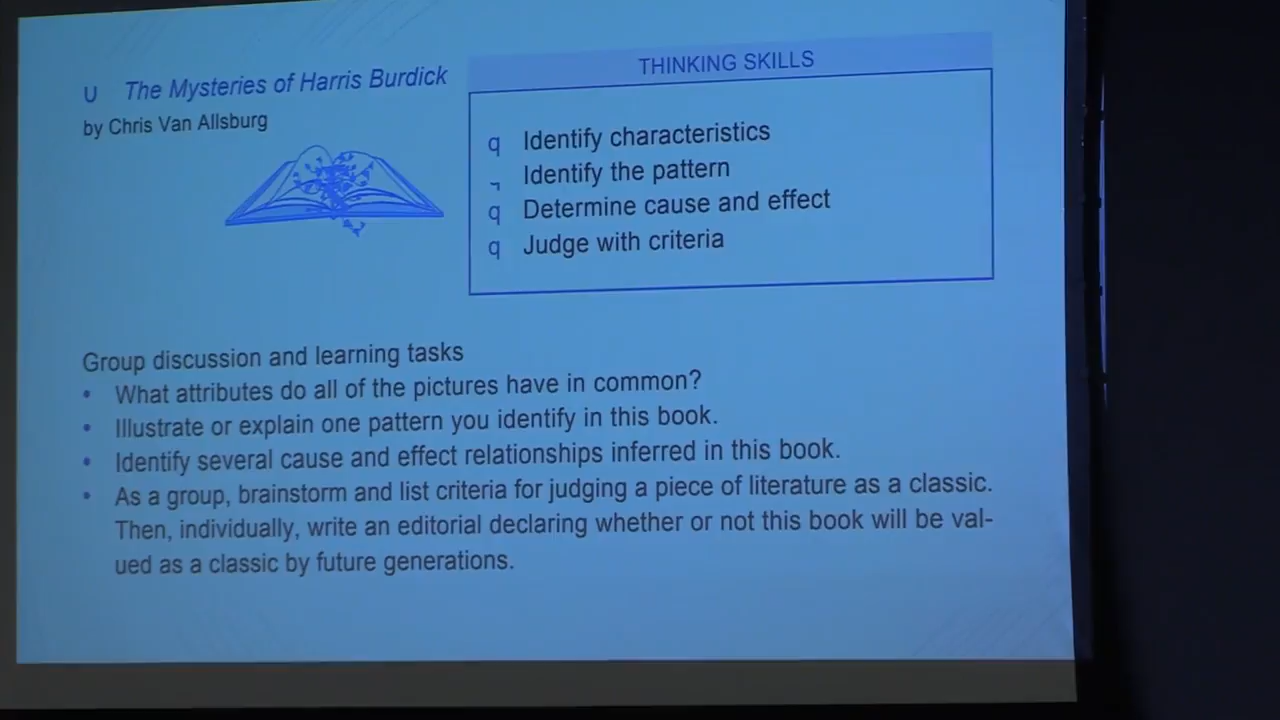 U The Mysteries of Harris Burdick
by Chris Van Allsburg
THINKING SKILLS
q Identify characteristics
¬ Identify the pattern
q Determine cause and effect
q Judge with criteria
Group discussion and learning tasks
• What attributes do all of the pictures have in common?
• Illustrate or explain one pattern you identify in this book.
• Identify several cause and effect relationships inferred in this book.
• As a group, brainstorm and list criteria for judging a piece of literature as a classic.
Then, individually, write an editorial declaring whether or not this book will be val-
ued as a classic by future generations.